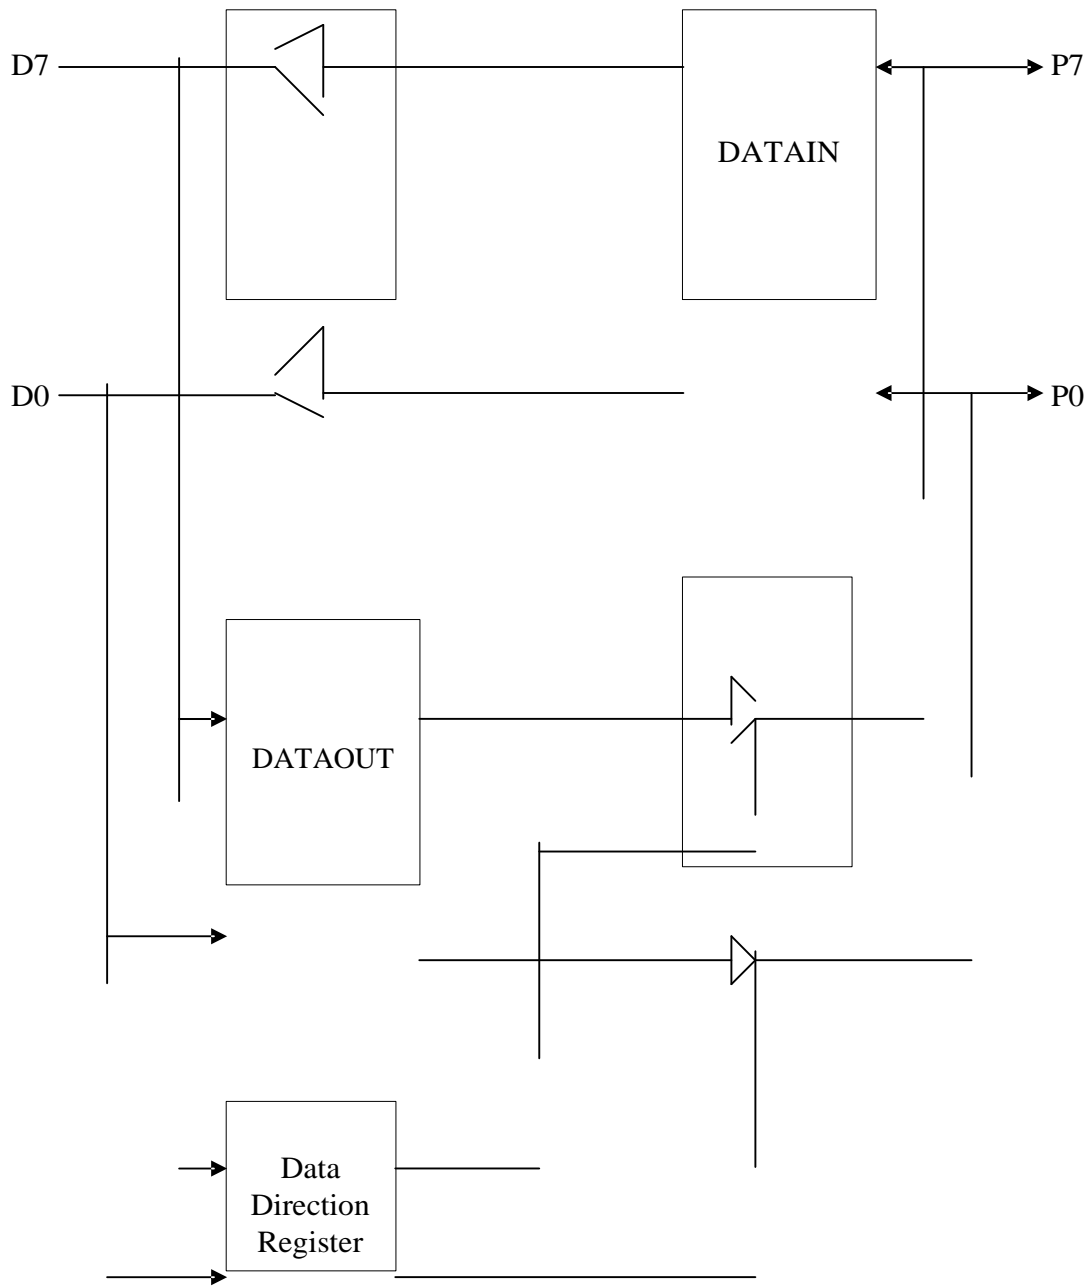 D7
P7
DATAIN
D0
P0
DATAOUT
Data
Direction
Register